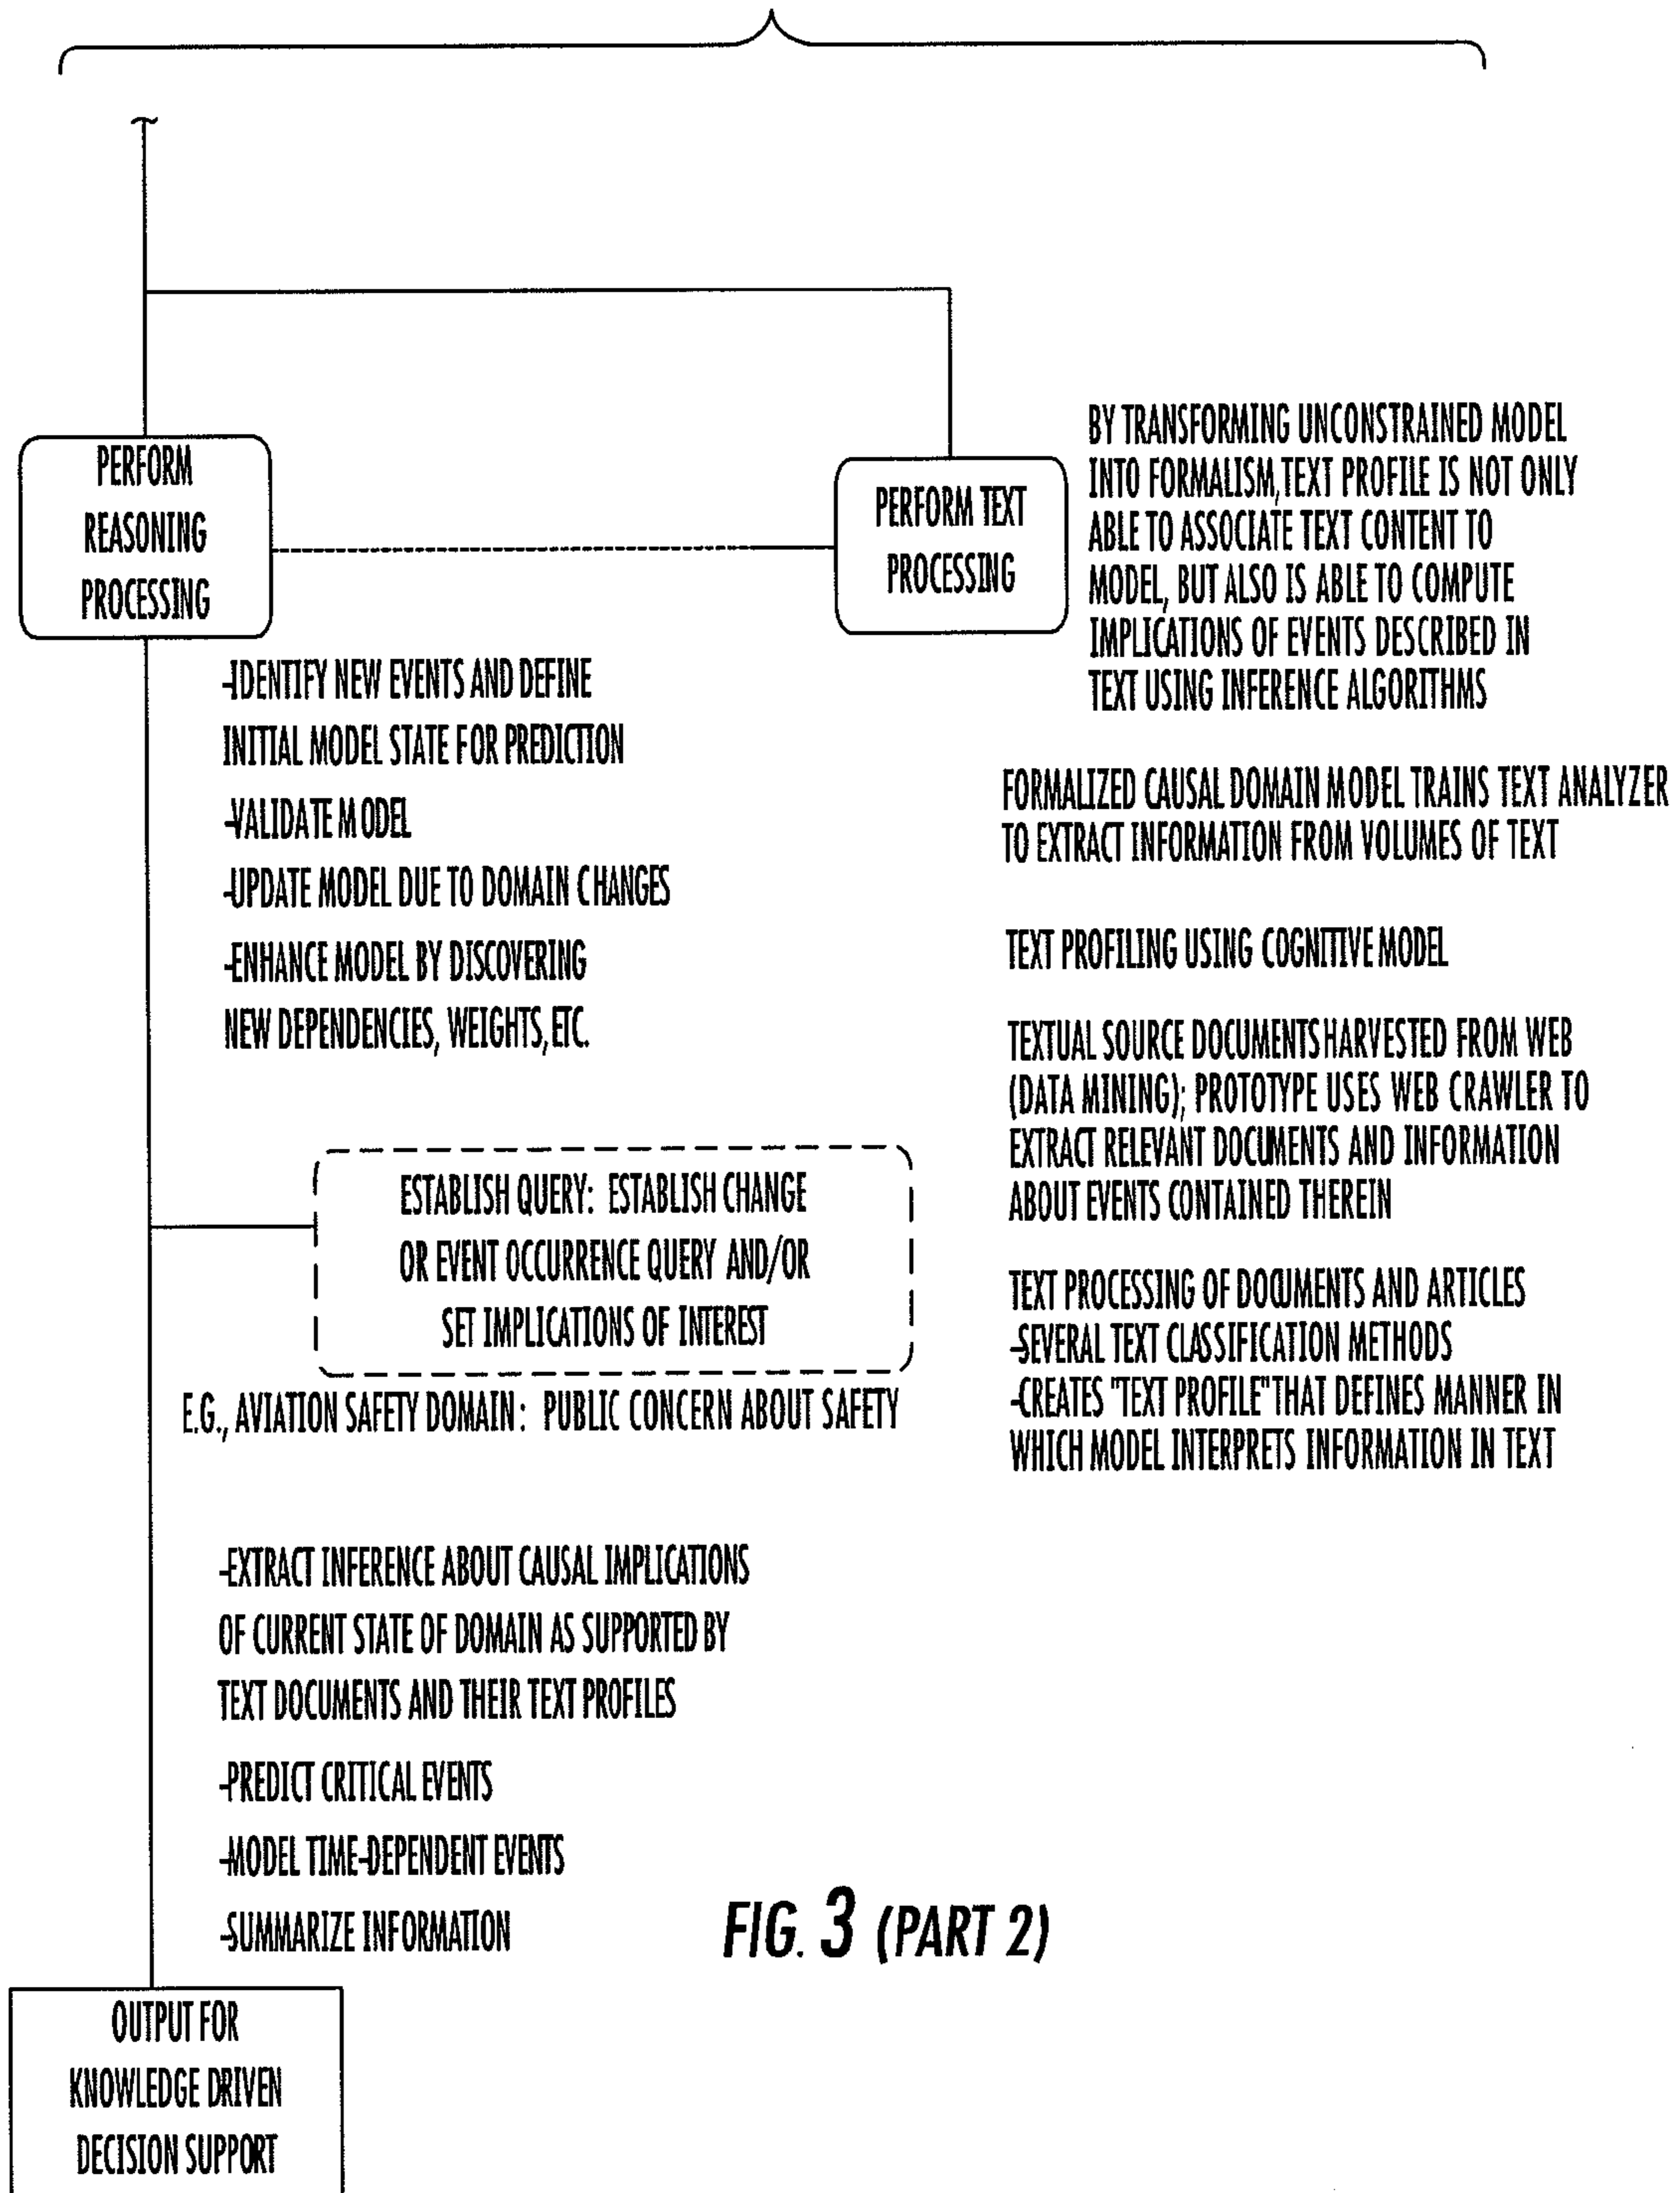 PERFORM
REASONING
PROCESSING
PERFORM TEXT
PROCESSING
BY TRANSFORMING UNCONSTRAINED MODEL
INTO FORMALISM, TEXT PROFILE IS NOT ONLY
ABLE TO ASSOCIATE TEXT CONTENT TO
MODEL, BUT ALSO IS ABLE TO COMPUTE
IMPLICATIONS OF EVENTS DESCRIBED IN
TEXT USING INFERENCE ALGORITHMS
-IDENTIFY NEW EVENTS AND DEFINE
INITIAL MODEL STATE FOR PREDICTION
-VALIDATE MODEL
-UPDATE MODEL DUE TO DOMAIN CHANGES
-ENHANCE MODEL BY DISCOVERING
NEW DEPENDENCIES, WEIGHTS, ETC.
FORMALIZED CAUSAL DOMAIN MODEL TRAINS TEXT ANALYZER
TO EXTRACT INFORMATION FROM VOLUMES OF TEXT
TEXT PROFILING USING COGNITIVE MODEL
TEXTUAL SOURCE DOCUMENTS HARVESTED FROM WEB
(DATA MINING); PROTOTYPE USES WEB CRAWLER TO
EXTRACT RELEVANT DOCUMENTS AND INFORMATION
ABOUT EVENTS CONTAINED THEREIN
TEXT PROCESSING OF DOCUMENTS AND ARTICLES
-SEVERAL TEXT CLASSIFICATION METHODS
-CREATES "TEXT PROFILE" THAT DEFINES MANNER IN
WHICH MODEL INTERPRETS INFORMATION IN TEXT
ESTABLISH QUERY: ESTABLISH CHANGE
OR EVENT OCCURRENCE QUERY AND/OR
SET IMPLICATIONS OF INTEREST
E.G., AVIATION SAFETY DOMAIN: PUBLIC CONCERN ABOUT SAFETY
-EXTRACT INFERENCE ABOUT CAUSAL IMPLICATIONS
OF CURRENT STATE OF DOMAIN AS SUPPORTED BY
TEXT DOCUMENTS AND THEIR TEXT PROFILES
-PREDICT CRITICAL EVENTS
-MODEL TIME-DEPENDENT EVENTS
-SUMMARIZE INFORMATION
FIG. 3 (PART 2)
OUTPUT FOR
KNOWLEDGE DRIVEN
DECISION SUPPORT